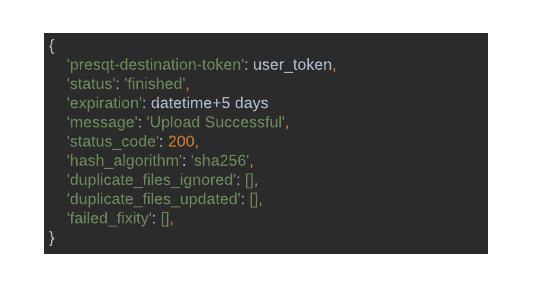 {
'presqt-destination-token': user_token,
'status': 'finished',
'expiration': datetime+5 days
'message': 'Upload Successful',
'status_code': 200,
'hash_algorithm': 'sha256',
'duplicate_files_ignored': [],
'duplicate_files_updated': [],
'failed_fixity': [],
}